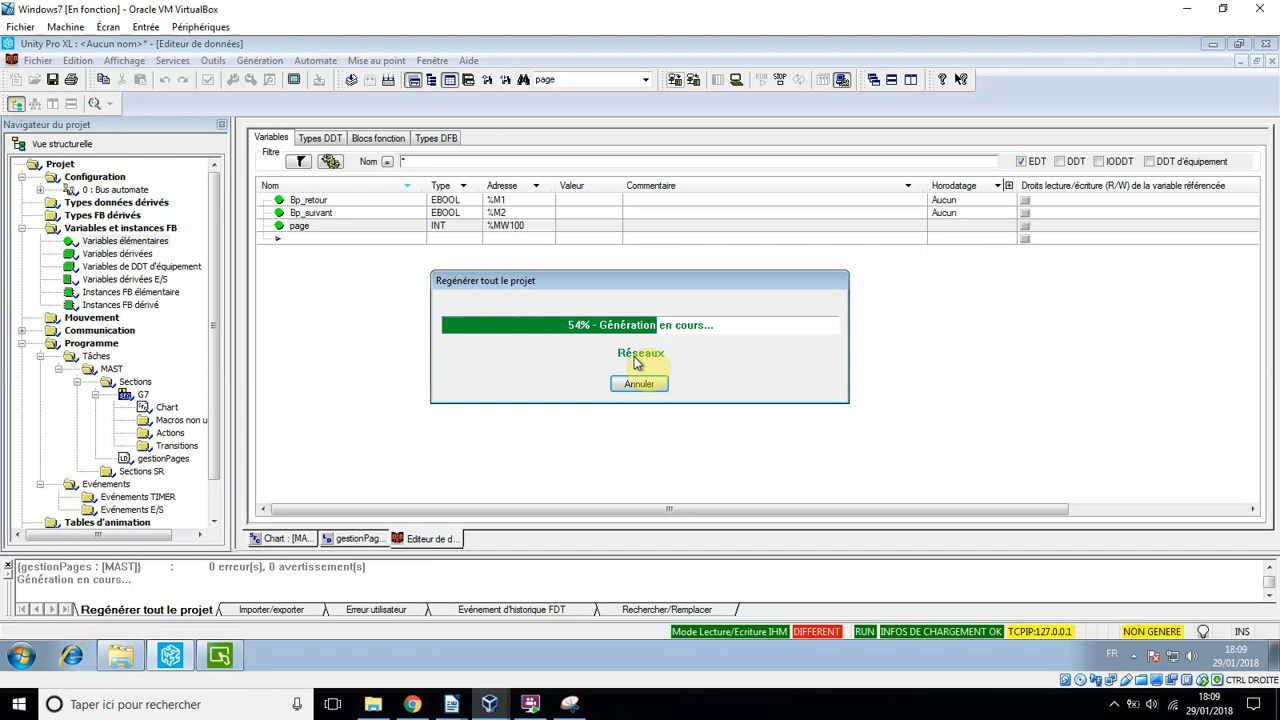 Windows7 [En fonction] - Oracle VM VirtualBox
Fichier Machine Écran Entrée Périphériques
Unity Pro XL : <Aucun nom>* - [Editeur de données]
Fichier Edition Affichage Services Outils Génération Automate Mise au point Fenêtre Aide
page
Navigateur du projet
Vue structurelle
Projet
Configuration
0 : Bus automate
Types données dérivés
Types FB dérivés
Variables et instances FB
Variables élémentaires
Variables dérivées
Variables de DDT d'équipement
Variables dérivées E/S
Instances FB élémentaire
Instances FB dérivé
Mouvement
Communication
Programme
Tâches
MAST
Sections
G7
Chart
Macros non u
Actions
Transitions
gestionPages
Sections SR
Evénements
Evénements TIMER
Evénements E/S
Tables d'animation
Variables Types DDT Blocs fonction Types DFB
Filtre
Nom = * EDT DDT IODDT DDT d'équipement
Nom Type Adresse Valeur Commentaire Horodatage Droits lecture/écriture (R/W) de la variable référencée
Bp_retour EBOOL %M1 Aucun
Bp_suivant EBOOL %M2 Aucun
page INT %MW100
Regénérer tout le projet
54% - Génération en cours...
Réseaux
Annuler
Chart : [MA... gestionPag... Editeur de d...
{gestionPages : [MAST]} : 0 erreur(s), 0 avertissement(s)
Génération en cours...
Regénérer tout le projet Importer/exporter Erreur utilisateur Evénement d'historique FDT Rechercher/Remplacer
Mode Lecture/Ecriture IHM DIFFERENT RUN INFOS DE CHARGEMENT OK TCPIP:127.0.0.1 NON GENERE INS
FR 18:09
29/01/2018
CTRL DROITE
Taper ici pour rechercher
18:09
29/01/2018